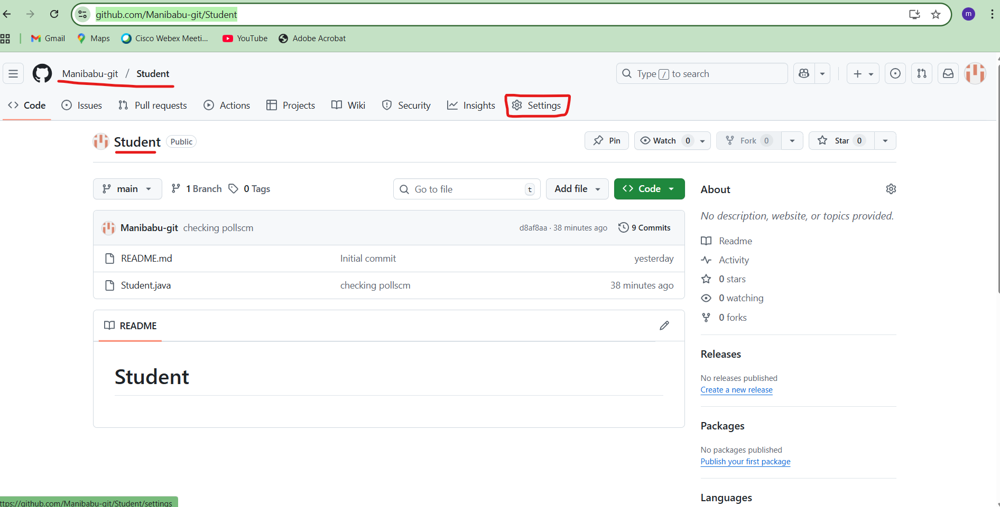 github.com/Manibabu-git/Student
m
Gmail Maps Cisco Webex Meeti... YouTube Adobe Acrobat
Manibabu-git / Student
Type / to search
Code Issues Pull requests Actions Projects Wiki Security Insights Settings
Student Public
Pin Watch 0 Fork 0 Star 0
main 1 Branch 0 Tags
Go to file t Add file Code
Manibabu-git checking pollscm d8af8aa · 38 minutes ago 9 Commits
README.md Initial commit yesterday
Student.java checking pollscm 38 minutes ago
README
Student
About
No description, website, or topics provided.
Readme
Activity
0 stars
0 watching
0 forks
Releases
No releases published
Create a new release
Packages
No packages published
Publish your first package
Languages
ttps://github.com/Manibabu-git/Student/settings